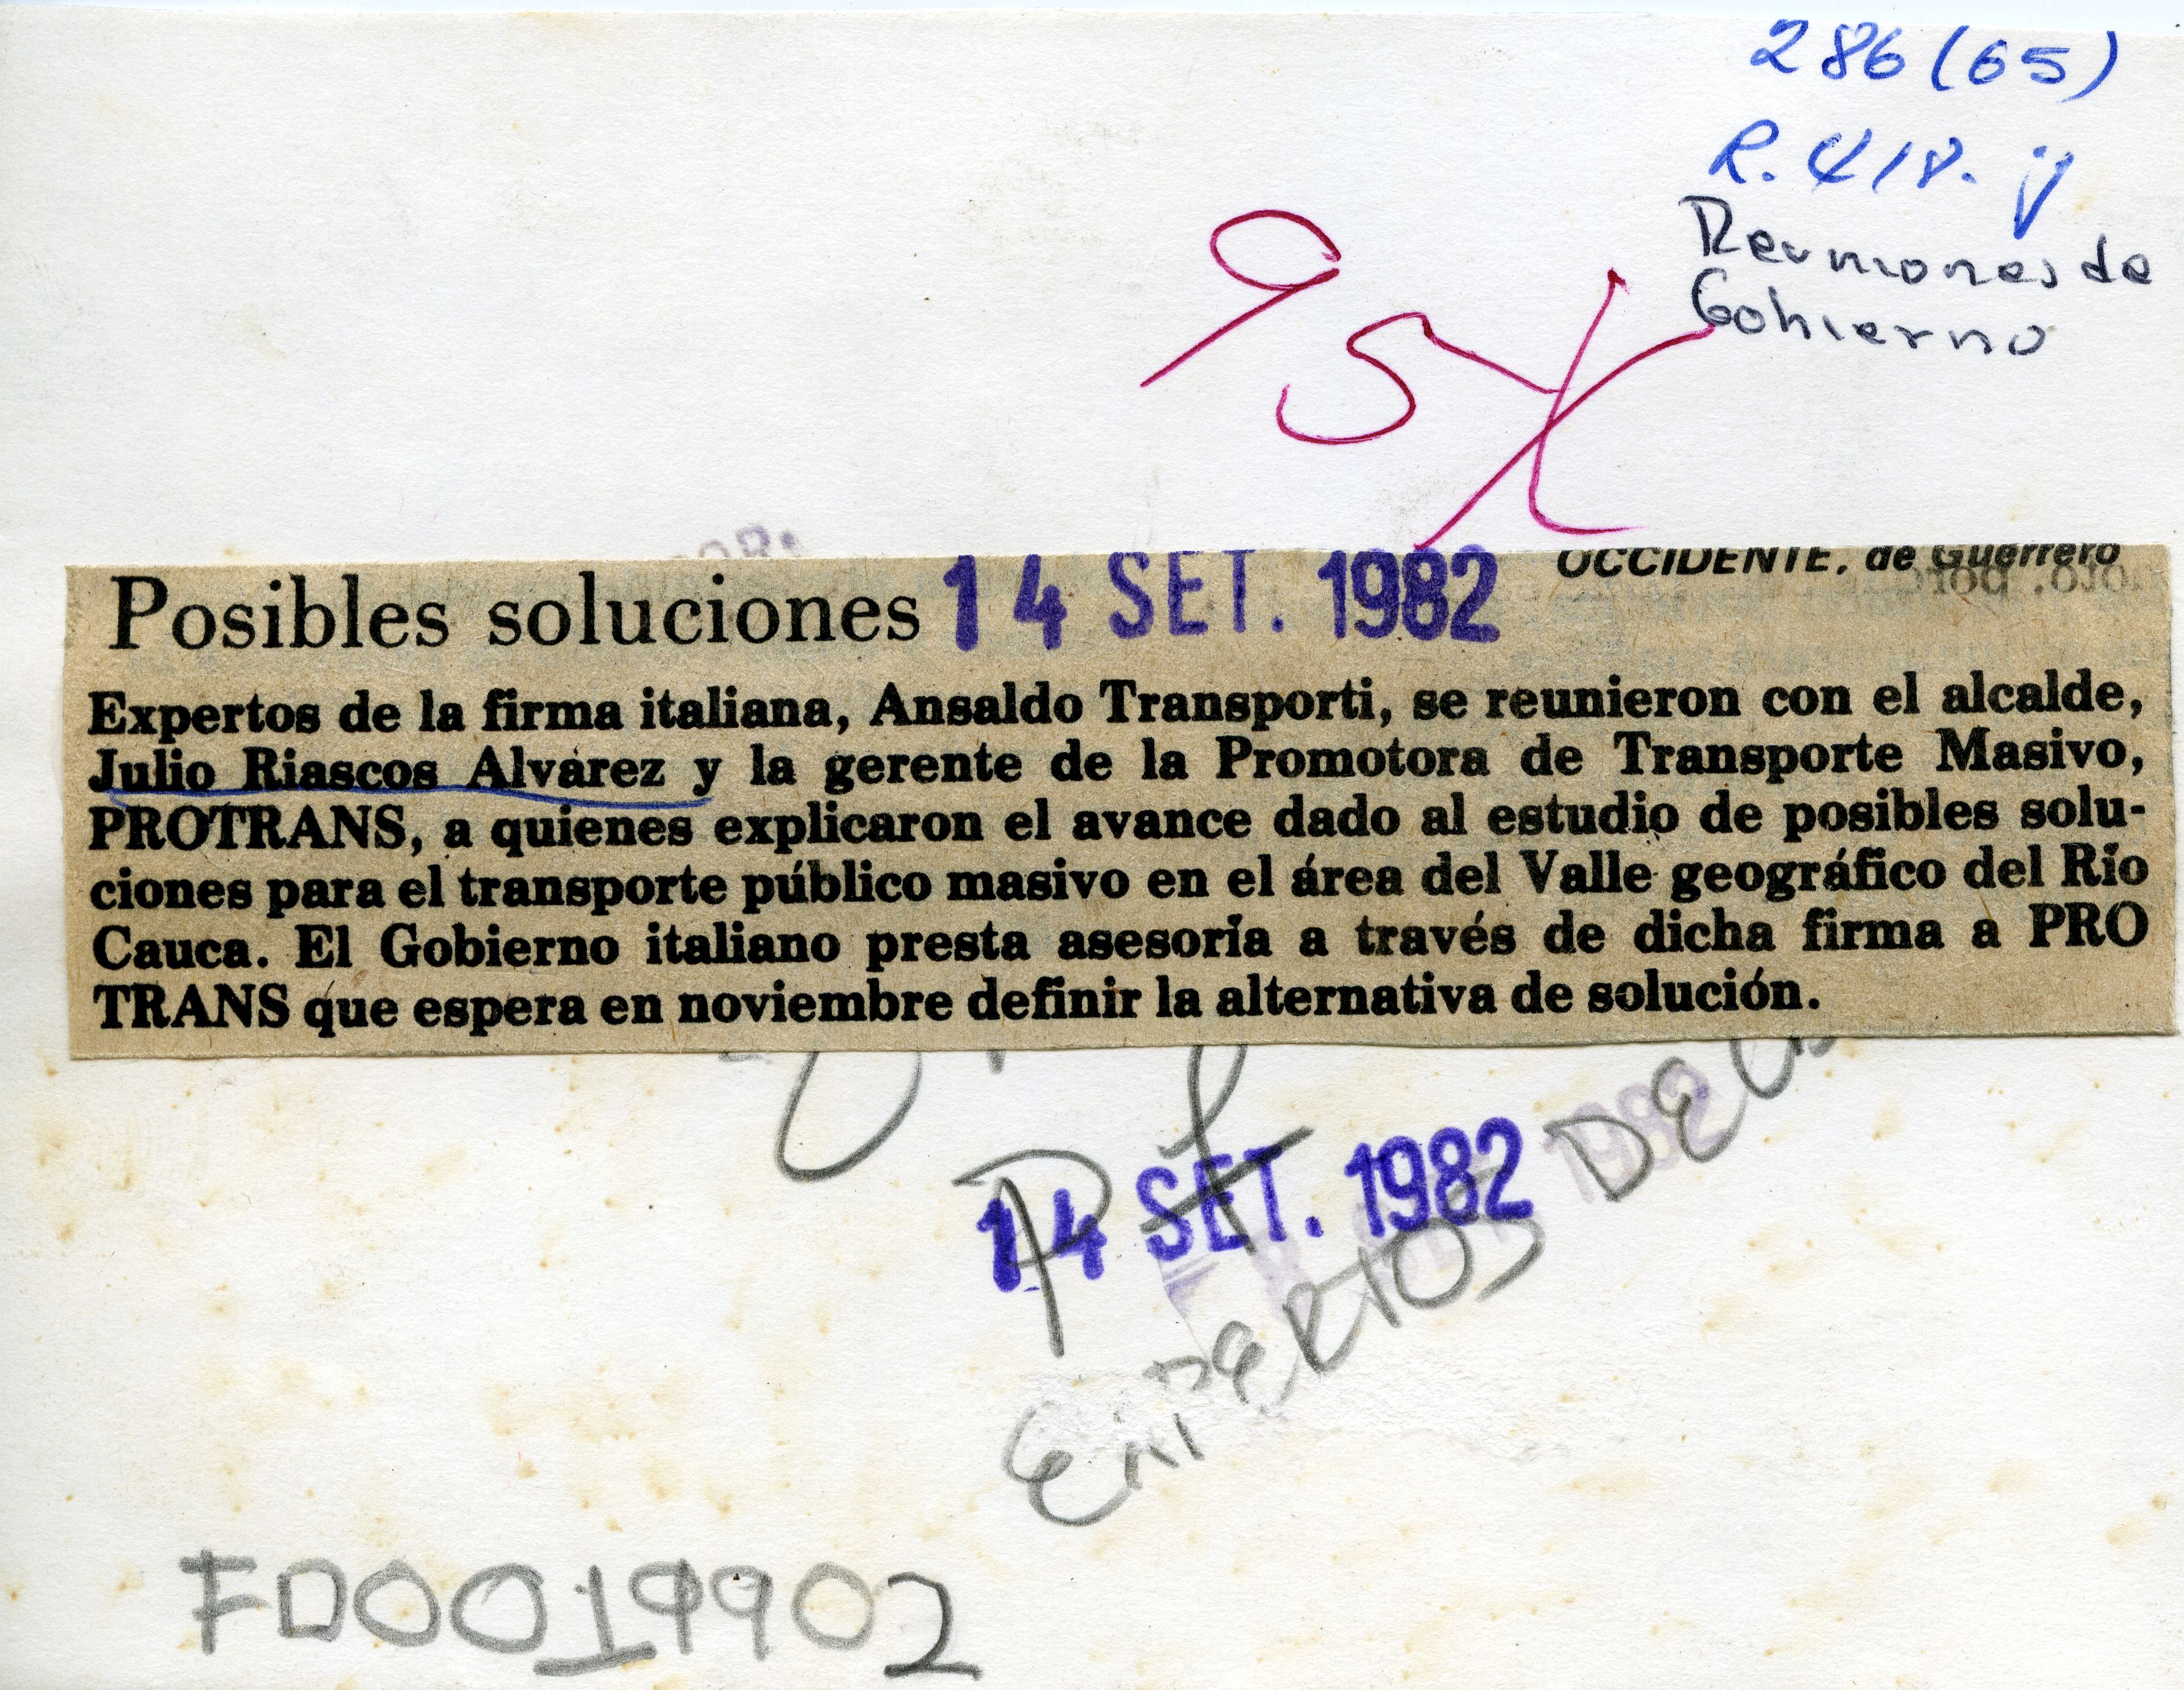 286 (65)
R. 418.
Reuniones de
Gobierno
OCCIDENTE. de Guerrero
Posibles soluciones 14 SET. 1982
Expertos de la firma italiana, Ansaldo Transporti, se reunieron con el alcalde,
Julio Riascos Alvarez y la gerente de la Promotora de Transporte Masivo,
PROTRANS, a quienes explicaron el avance dado al estudio de posibles solu-
ciones para el transporte público masivo en el área del Valle geográfico del Río
Cauca. El Gobierno italiano presta asesoría a través de dicha firma a PRO
TRANS que espera en noviembre definir la alternativa de solución.
14 SET. 1982
1982
DE
FD0019902